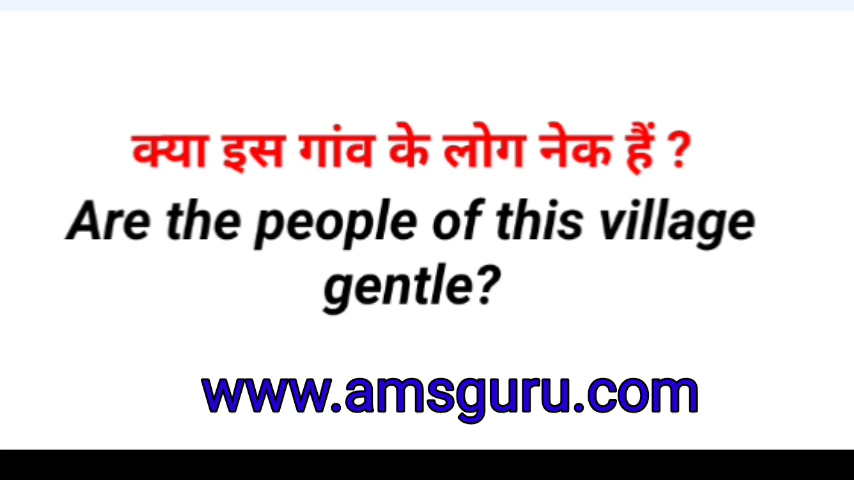 क्या इस गांव के लोग नेक हैं ?
Are the people of this village
gentle?
www.amsguru.com